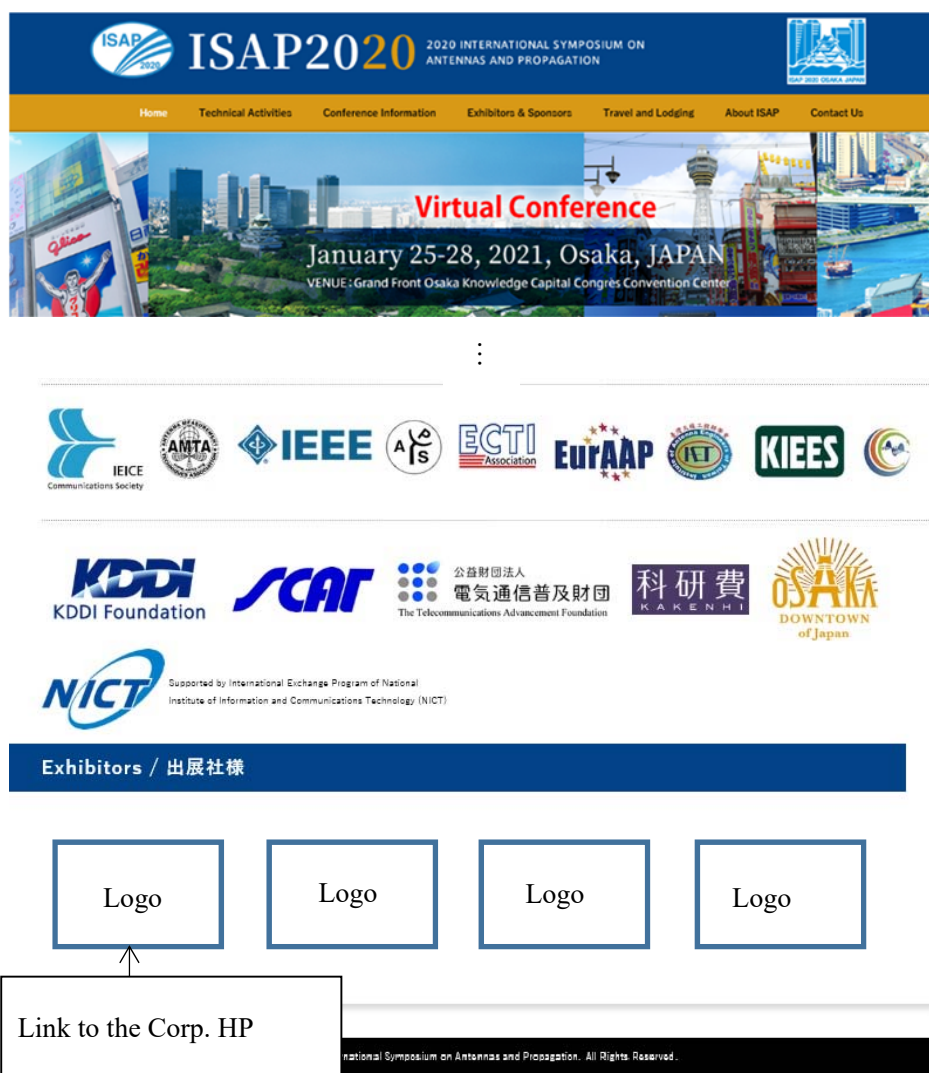 ISAP
2020
ISAP2020
2020 INTERNATIONAL SYMPOSIUM ON
ANTENNAS AND PROPAGATION
ISAP 2020 OSAKA JAPAN
Home Technical Activities Conference Information Exhibitors & Sponsors Travel and Lodging About ISAP Contact Us
glico
Virtual Conference
January 25-28, 2021, Osaka, JAPAN
VENUE：Grand Front Osaka Knowledge Capital Congres Convention Center
⋮
IEICE
Communications Society
AMTA
IEEE
APS
ECTI
Association
EurAAP
IET
KIEES
KDDI
KDDI Foundation
SCAT
公益財団法人
電気通信普及財団
The Telecommunications Advancement Foundation
科研費
KAKENHI
OSAKA
DOWNTOWN
of Japan
NICT
Supported by International Exchange Program of National
Institute of Information and Communications Technology (NICT)
Exhibitors / 出展社様
Logo Logo Logo Logo
Link to the Corp. HP
rnational Symposium on Antennas and Propagation. All Rights Reserved.